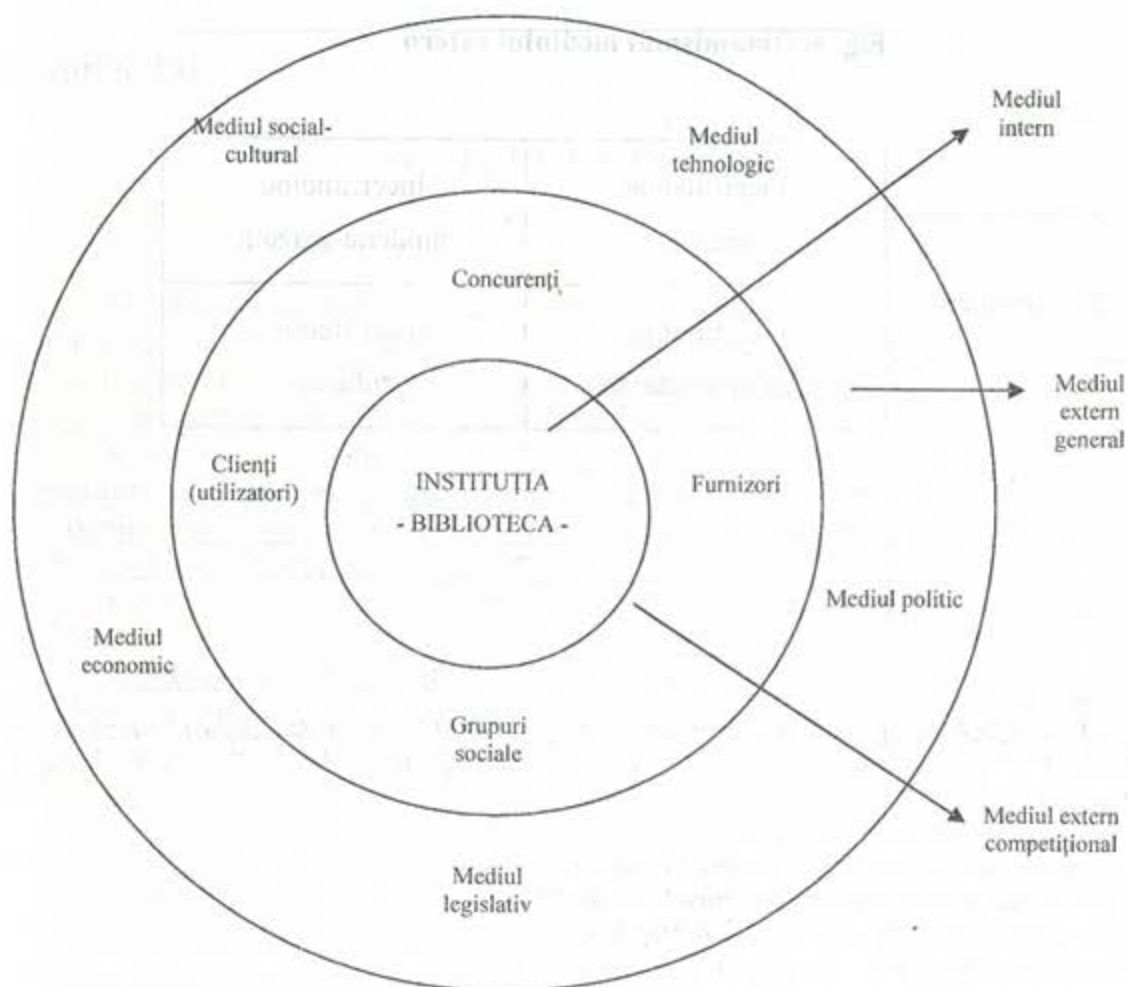 Mediul social-
cultural
Mediul
tehnologic
Mediul
intern
Concurenți
Mediul
extern
general
Clienți
(utilizatori)
INSTITUȚIA
- BIBLIOTECA -
Furnizori
Mediul politic
Mediul
economic
Grupuri
sociale
Mediul extern
competițional
Mediul
legislativ